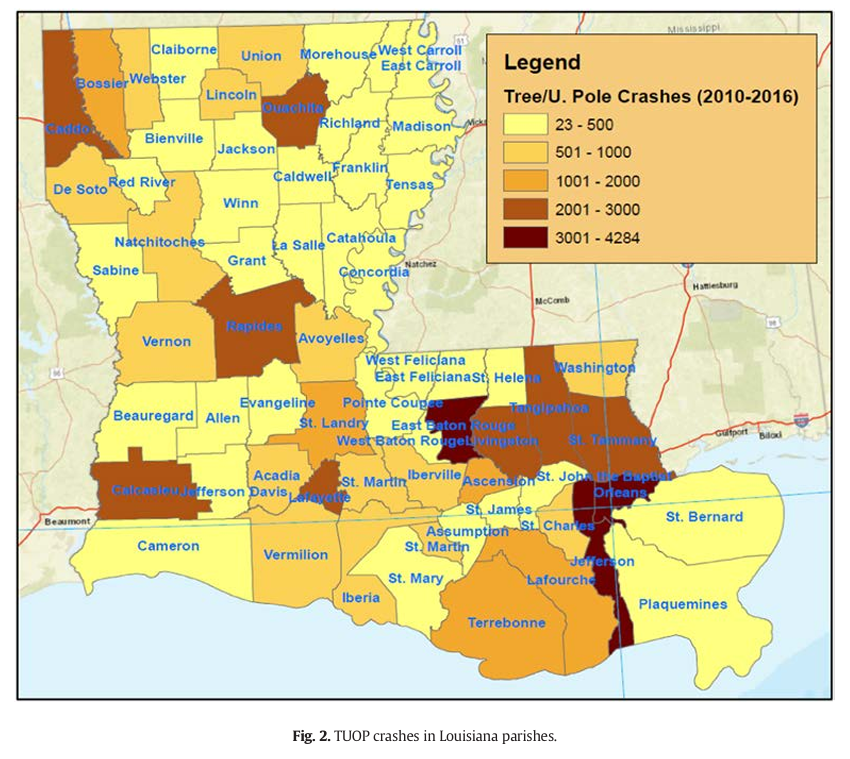 Mississippi
Claiborne
Union
Morehouse
West Carroll
East Carroll
61
Bossier
Webster
Lincoln
Ouachita
Caddo
Richland
Madison
Bienville
Jackson
Franklin
Caldwell
Tensas
De Soto
Red River
Winn
Natchitoches
La Salle
Catahoula
Sabine
Grant
Concordia
Natchez
Legend
Tree/U. Pole Crashes (2010-2016)
23 - 500
501 - 1000
1001 - 2000
2001 - 3000
3001 - 4284
Hattiesburg
McComb
98
Rapides
Vernon
Avoyelles
West Feliciana
East Feliciana
St. Helena
Washington
Beauregard
Allen
Evangeline
Pointe Coupee
Tangipahoa
St. Landry
East Baton Rouge
West Baton Rouge
Livingston
St. Tammany
Gulfport
Biloxi
Calcasieu
Jefferson Davis
Acadia
Lafayette
St. Martin
Iberville
Ascension
St. John the Baptist
Orleans
St. James
St. Charles
St. Bernard
Beaumont
Cameron
Vermilion
Assumption
St. Martin
Jefferson
Lafourche
St. Mary
Iberia
Terrebonne
Plaquemines
Fig. 2. TUOP crashes in Louisiana parishes.